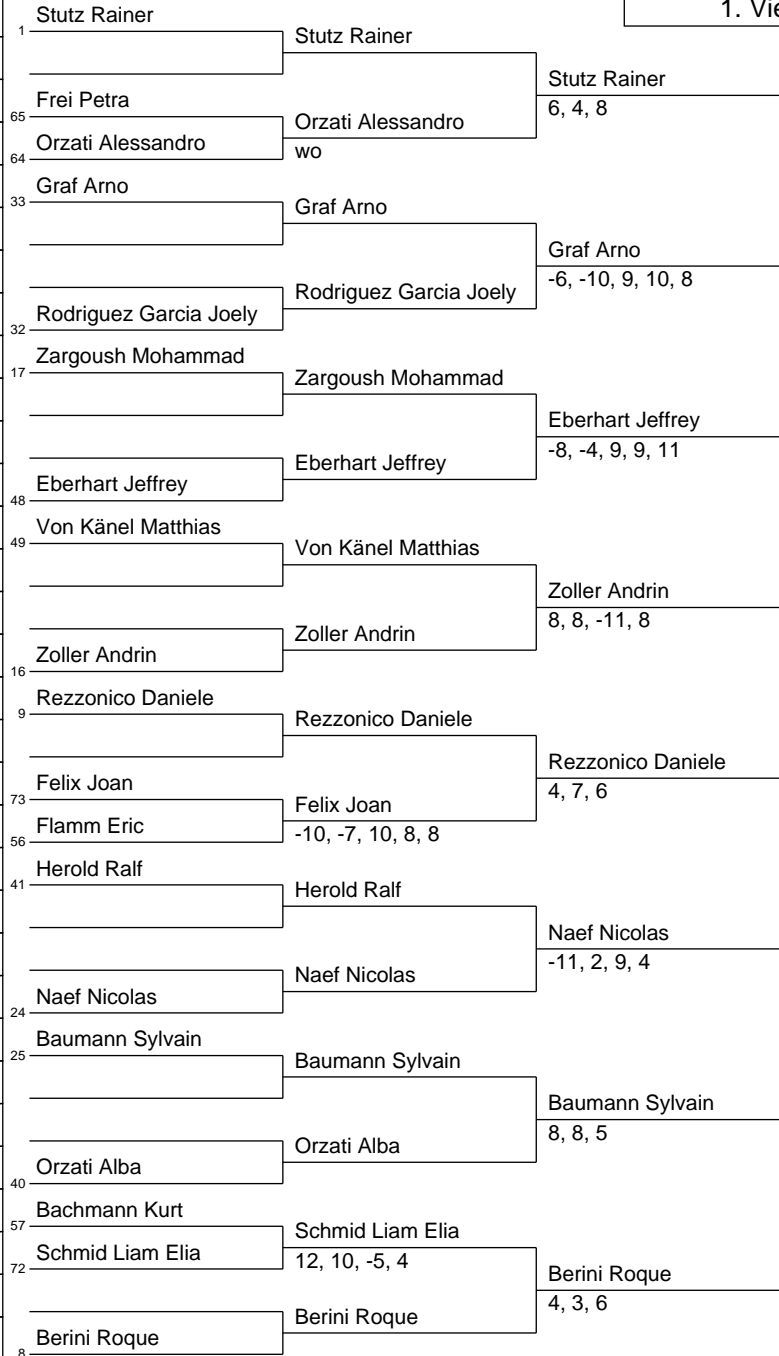 1. Vie
Stutz Rainer
1
Stutz Rainer
Stutz Rainer
6, 4, 8
Frei Petra
65
Orzati Alessandro
wo
Orzati Alessandro
64
Graf Arno
33
Graf Arno
Graf Arno
-6, -10, 9, 10, 8
Rodriguez Garcia Joely
Rodriguez Garcia Joely
32
Zargoush Mohammad
17
Zargoush Mohammad
Eberhart Jeffrey
-8, -4, 9, 9, 11
Eberhart Jeffrey
Eberhart Jeffrey
48
Von Känel Matthias
49
Von Känel Matthias
Zoller Andrin
8, 8, -11, 8
Zoller Andrin
Zoller Andrin
16
Rezzonico Daniele
9
Rezzonico Daniele
Rezzonico Daniele
4, 7, 6
Felix Joan
73
Felix Joan
-10, -7, 10, 8, 8
Flamm Eric
56
Herold Ralf
41
Herold Ralf
Naef Nicolas
-11, 2, 9, 4
Naef Nicolas
Naef Nicolas
24
Baumann Sylvain
25
Baumann Sylvain
Baumann Sylvain
8, 8, 5
Orzati Alba
Orzati Alba
40
Bachmann Kurt
57
Schmid Liam Elia
12, 10, -5, 4
Schmid Liam Elia
72
Berini Roque
4, 3, 6
Berini Roque
Berini Roque
8